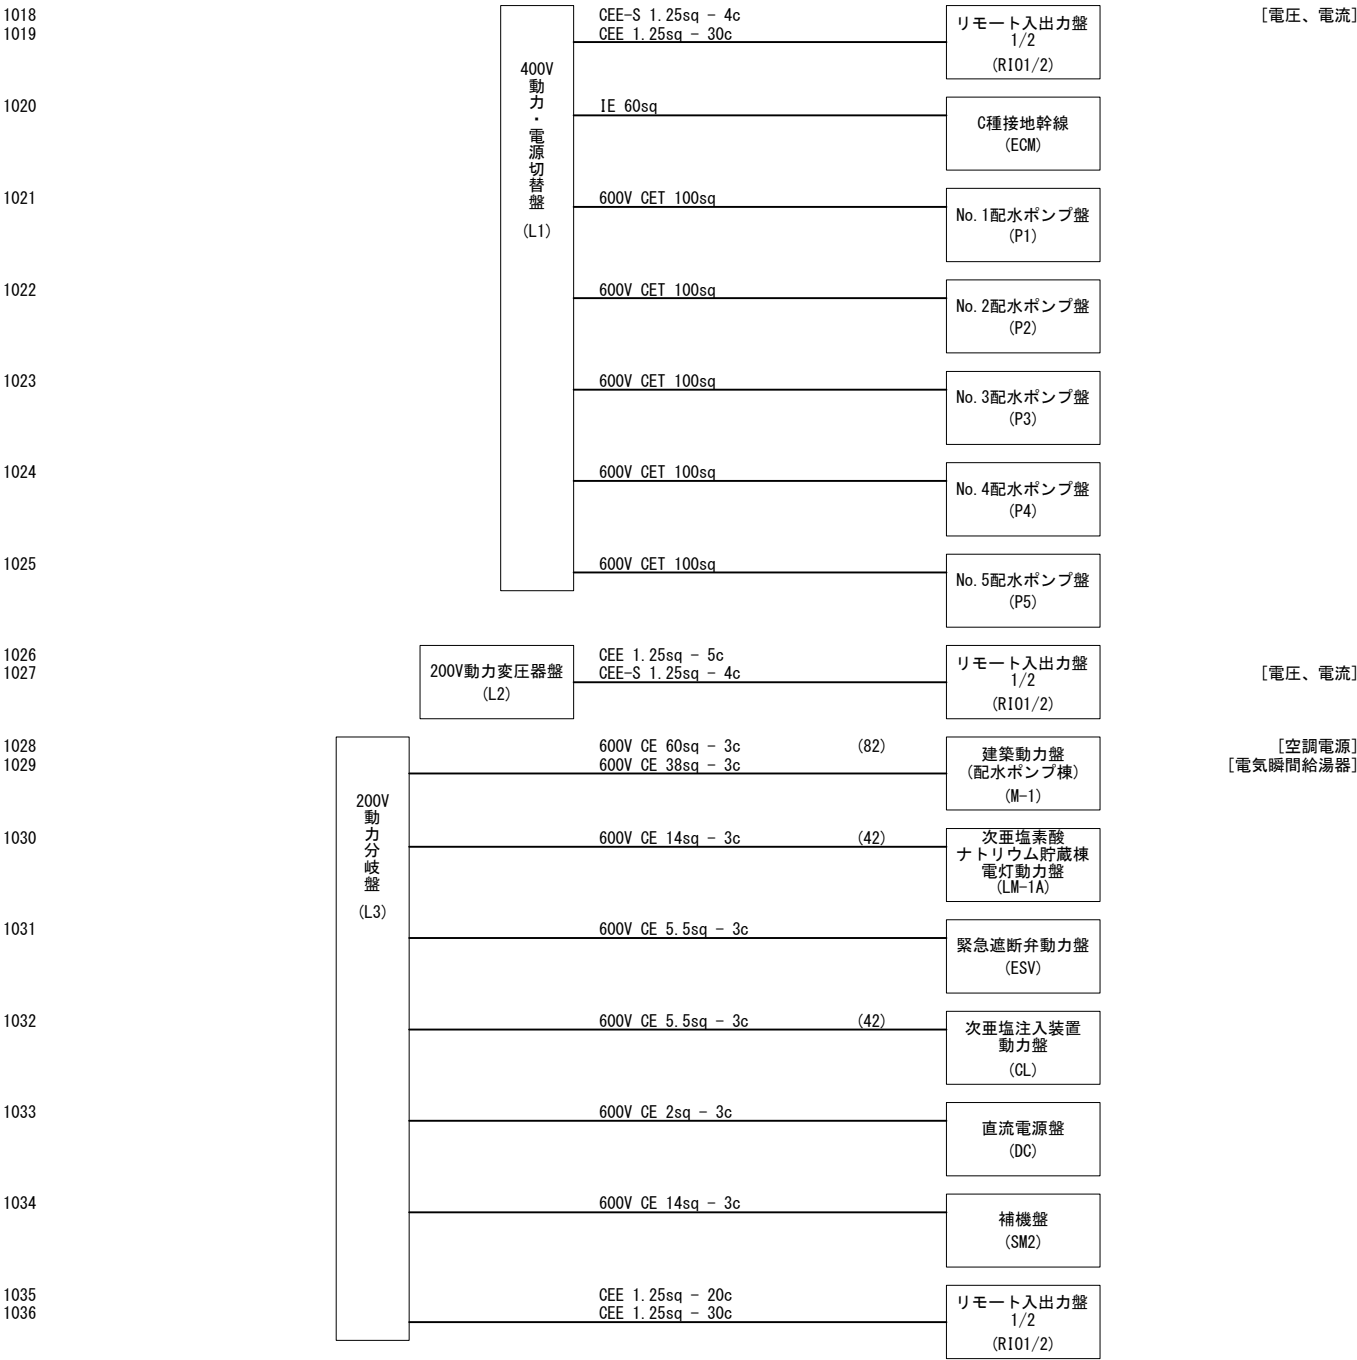 1018 CEE-S 1.25sq - 4c [電圧、電流]
1019 CEE 1.25sq - 30c
リモート入出力盤
1/2
(RIO1/2)
400V
動力・電源切替盤
(L1)
1020 IE 60sq
C種接地幹線
(ECM)
1021 600V CET 100sq
No.1配水ポンプ盤
(P1)
1022 600V CET 100sq
No.2配水ポンプ盤
(P2)
1023 600V CET 100sq
No.3配水ポンプ盤
(P3)
1024 600V CET 100sq
No.4配水ポンプ盤
(P4)
1025 600V CET 100sq
No.5配水ポンプ盤
(P5)
1026 CEE 1.25sq - 5c
1027 CEE-S 1.25sq - 4c [電圧、電流]
200V動力変圧器盤
(L2)
リモート入出力盤
1/2
(RIO1/2)
1028 600V CE 60sq - 3c (82) [空調電源]
1029 600V CE 38sq - 3c [電気瞬間給湯器]
建築動力盤
(配水ポンプ棟)
(M-1)
200V
動力分岐盤
(L3)
1030 600V CE 14sq - 3c (42)
次亜塩素酸
ナトリウム貯蔵棟
電灯動力盤
(LM-1A)
1031 600V CE 5.5sq - 3c
緊急遮断弁動力盤
(ESV)
1032 600V CE 5.5sq - 3c (42)
次亜塩注入装置
動力盤
(CL)
1033 600V CE 2sq - 3c
直流電源盤
(DC)
1034 600V CE 14sq - 3c
補機盤
(SM2)
1035 CEE 1.25sq - 20c
1036 CEE 1.25sq - 30c
リモート入出力盤
1/2
(RIO1/2)